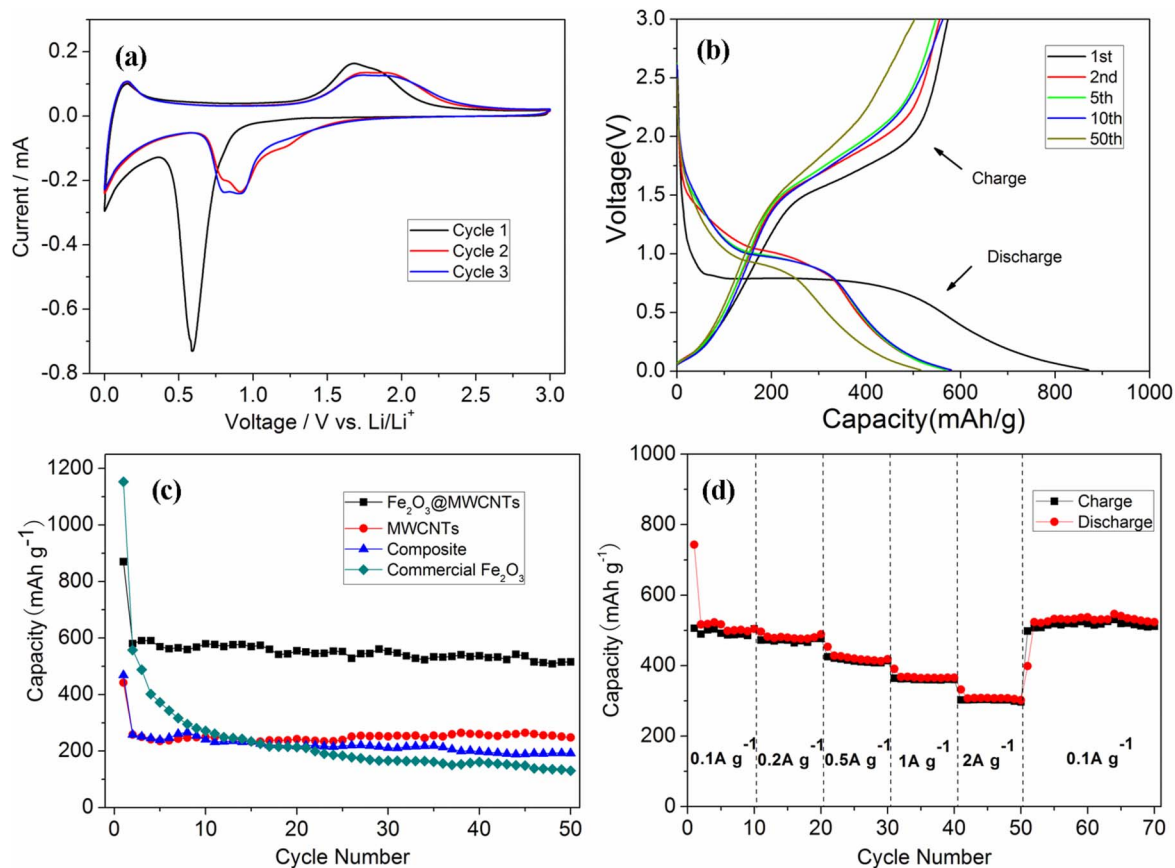 (a)
0.2
0.0
-0.2
-0.4
-0.6
-0.8
Current / mA
Cycle 1
Cycle 2
Cycle 3
0.0 0.5 1.0 1.5 2.0 2.5 3.0
Voltage / V vs. Li/Li⁺
(b)
3.0
2.5
2.0
1.5
1.0
0.5
0.0
Voltage(V)
1st
2nd
5th
10th
50th
Charge
Discharge
0 200 400 600 800 1000
Capacity(mAh/g)
(c)
1200
1000
800
600
400
200
0
Capacity (mAh g⁻¹)
Fe₂O₃@MWCNTs
MWCNTs
Composite
Commercial Fe₂O₃
0 10 20 30 40 50
Cycle Number
(d)
1000
800
600
400
200
0
Capacity (mAh g⁻¹)
Charge
Discharge
0.1A g⁻¹ 0.2A g⁻¹ 0.5A g⁻¹ 1A g⁻¹ 2A g⁻¹ 0.1A g⁻¹
0 10 20 30 40 50 60 70
Cycle Number